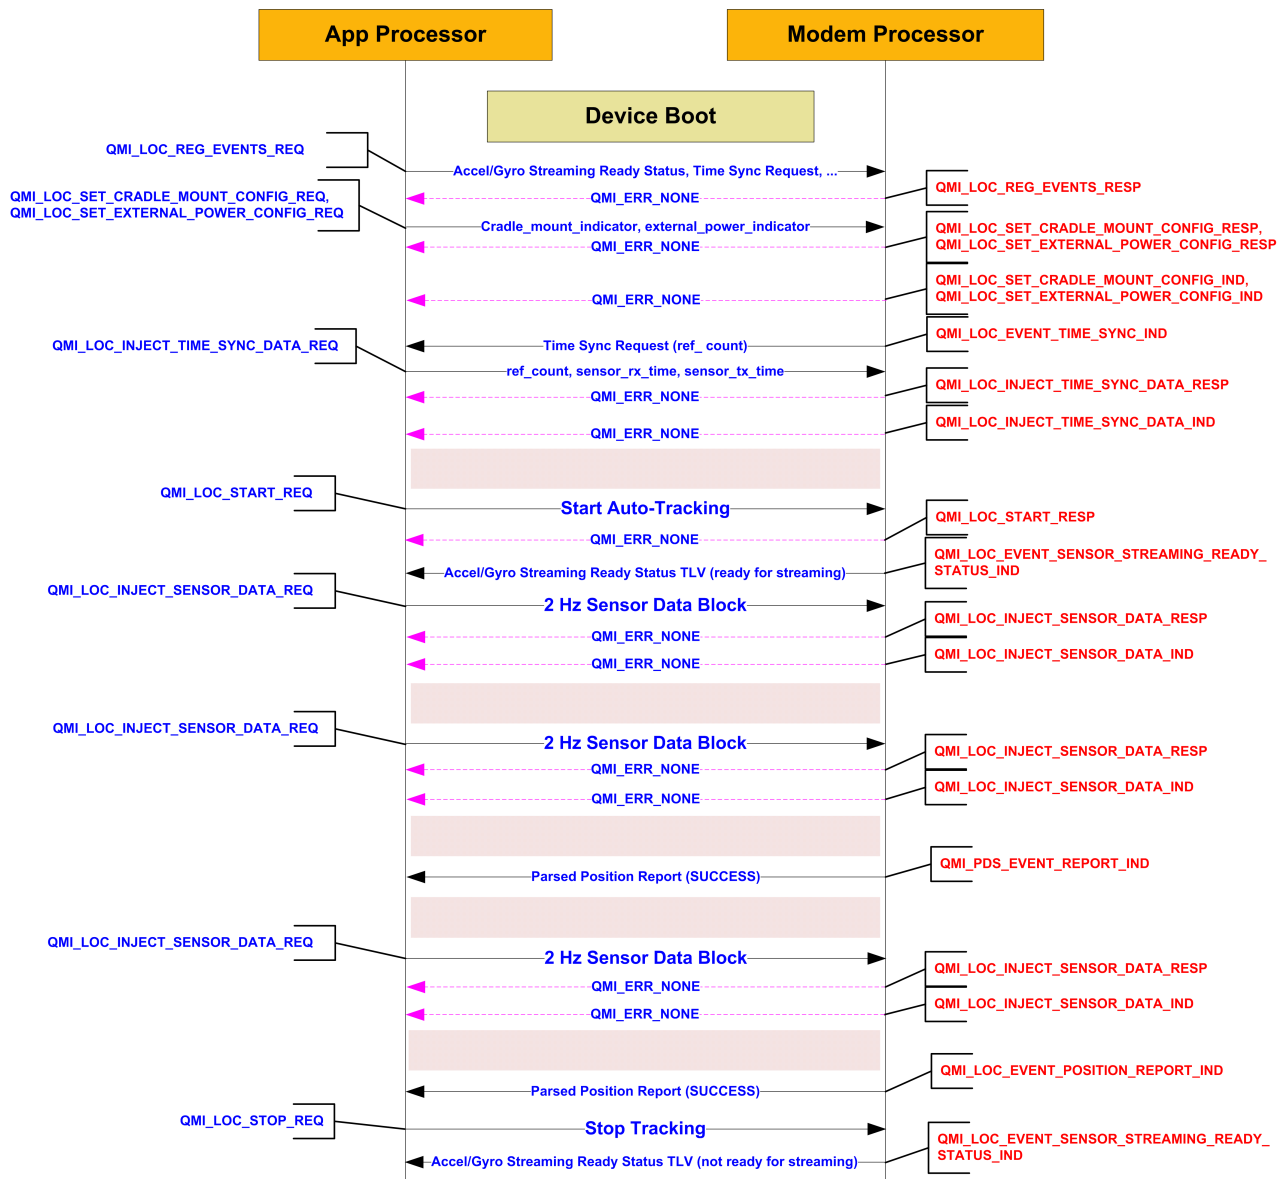 App Processor
Modem Processor
Device Boot
QMI_LOC_REG_EVENTS_REQ
Accel/Gyro Streaming Ready Status, Time Sync Request, ...
QMI_LOC_REG_EVENTS_RESP
QMI_ERR_NONE
QMI_LOC_SET_CRADLE_MOUNT_CONFIG_REQ,
QMI_LOC_SET_EXTERNAL_POWER_CONFIG_REQ
Cradle_mount_indicator, external_power_indicator
QMI_LOC_SET_CRADLE_MOUNT_CONFIG_RESP,
QMI_LOC_SET_EXTERNAL_POWER_CONFIG_RESP
QMI_ERR_NONE
QMI_LOC_SET_CRADLE_MOUNT_CONFIG_IND,
QMI_LOC_SET_EXTERNAL_POWER_CONFIG_IND
QMI_ERR_NONE
QMI_LOC_EVENT_TIME_SYNC_IND
Time Sync Request (ref_ count)
QMI_LOC_INJECT_TIME_SYNC_DATA_REQ
ref_count, sensor_rx_time, sensor_tx_time
QMI_LOC_INJECT_TIME_SYNC_DATA_RESP
QMI_ERR_NONE
QMI_LOC_INJECT_TIME_SYNC_DATA_IND
QMI_ERR_NONE
QMI_LOC_START_REQ
Start Auto-Tracking
QMI_LOC_START_RESP
QMI_ERR_NONE
QMI_LOC_EVENT_SENSOR_STREAMING_READY_
STATUS_IND
Accel/Gyro Streaming Ready Status TLV (ready for streaming)
QMI_LOC_INJECT_SENSOR_DATA_REQ
2 Hz Sensor Data Block
QMI_LOC_INJECT_SENSOR_DATA_RESP
QMI_ERR_NONE
QMI_LOC_INJECT_SENSOR_DATA_IND
QMI_ERR_NONE
QMI_LOC_INJECT_SENSOR_DATA_REQ
2 Hz Sensor Data Block
QMI_LOC_INJECT_SENSOR_DATA_RESP
QMI_ERR_NONE
QMI_LOC_INJECT_SENSOR_DATA_IND
QMI_ERR_NONE
QMI_PDS_EVENT_REPORT_IND
Parsed Position Report (SUCCESS)
QMI_LOC_INJECT_SENSOR_DATA_REQ
2 Hz Sensor Data Block
QMI_LOC_INJECT_SENSOR_DATA_RESP
QMI_ERR_NONE
QMI_LOC_INJECT_SENSOR_DATA_IND
QMI_ERR_NONE
QMI_LOC_EVENT_POSITION_REPORT_IND
Parsed Position Report (SUCCESS)
QMI_LOC_STOP_REQ
Stop Tracking
QMI_LOC_EVENT_SENSOR_STREAMING_READY_
STATUS_IND
Accel/Gyro Streaming Ready Status TLV (not ready for streaming)